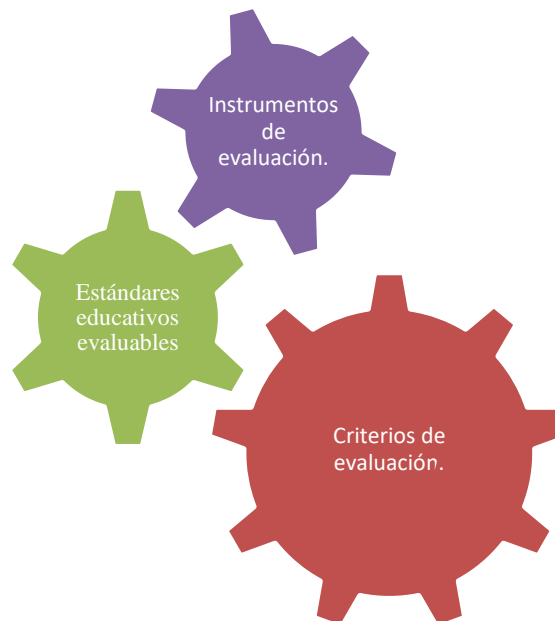 Instrumentos
de
evaluación.
Estándares
educativos
evaluables
Criterios de
evaluación.